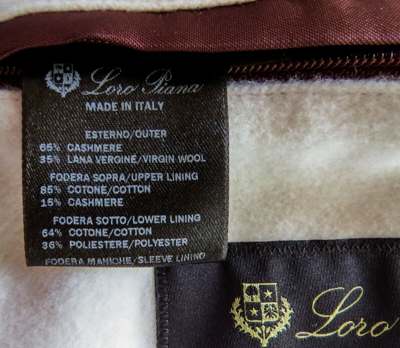 Loro Piana
MADE IN ITALY
ESTERNO/OUTER
65% CASHMERE
35% LANA VERGINE/VIRGIN WOOL
FODERA SOPRA/UPPER LINING
85% COTONE/COTTON
15% CASHMERE
FODERA SOTTO/LOWER LINING
64% COTONE/COTTON
36% POLIESTERE/POLYESTER
FODERA MANICHE/SLEEVE LINING
Loro